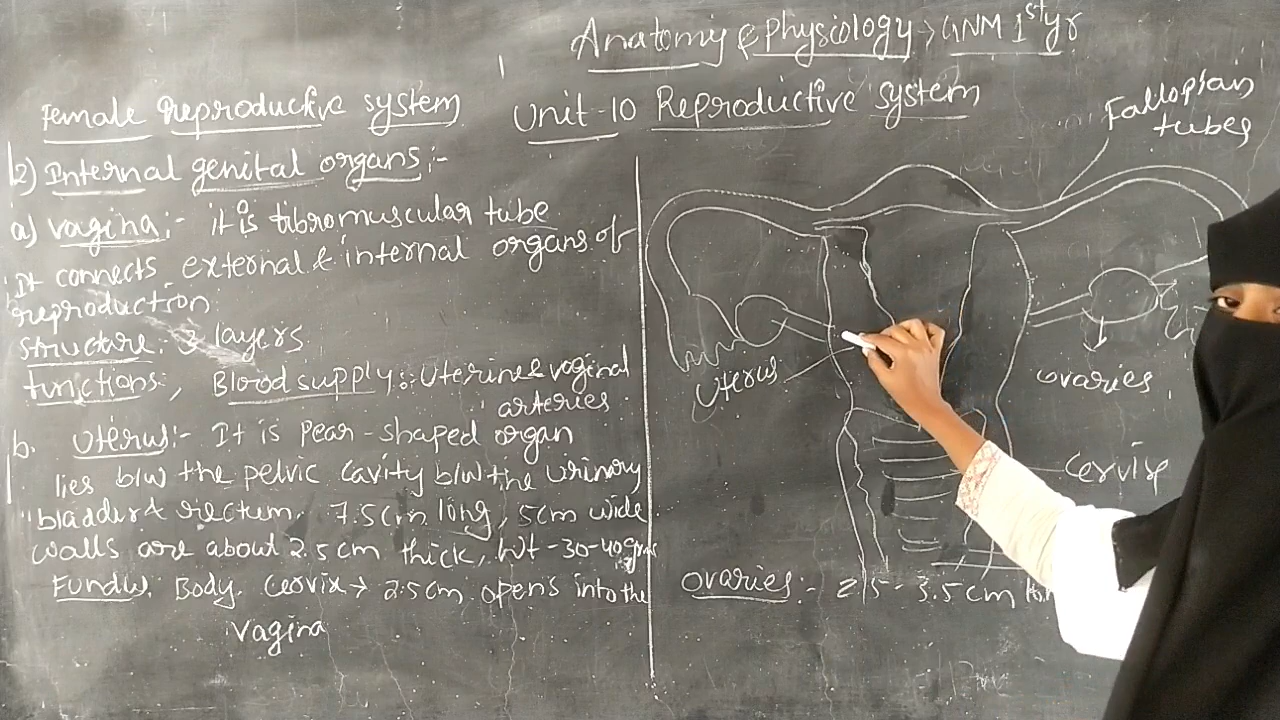 Anatomy & Physiology → GNM 1st yr
Unit-10 Reproductive system
Female Reproductive system
2) Internal genital organs:-
a) vagina:- it is fibromuscular tube
It connects external & internal organs of
reproduction
structure: 3 layers
functions:, Blood supply:- Uterine & vaginal
arteries
b. Uterus:- It is Pear-shaped organ
lies b/w the pelvic cavity b/w the urinary
bladder & rectum. 7.5cm long, 5cm wide
walls are about 2.5 cm thick, wt - 30-40gms
Fundus. Body. Cervix → 2.5cm. opens into the
vagina
Fallopian
tubes
Uterus
ovaries
cervix
ovaries:- 2.5 - 3.5 cm